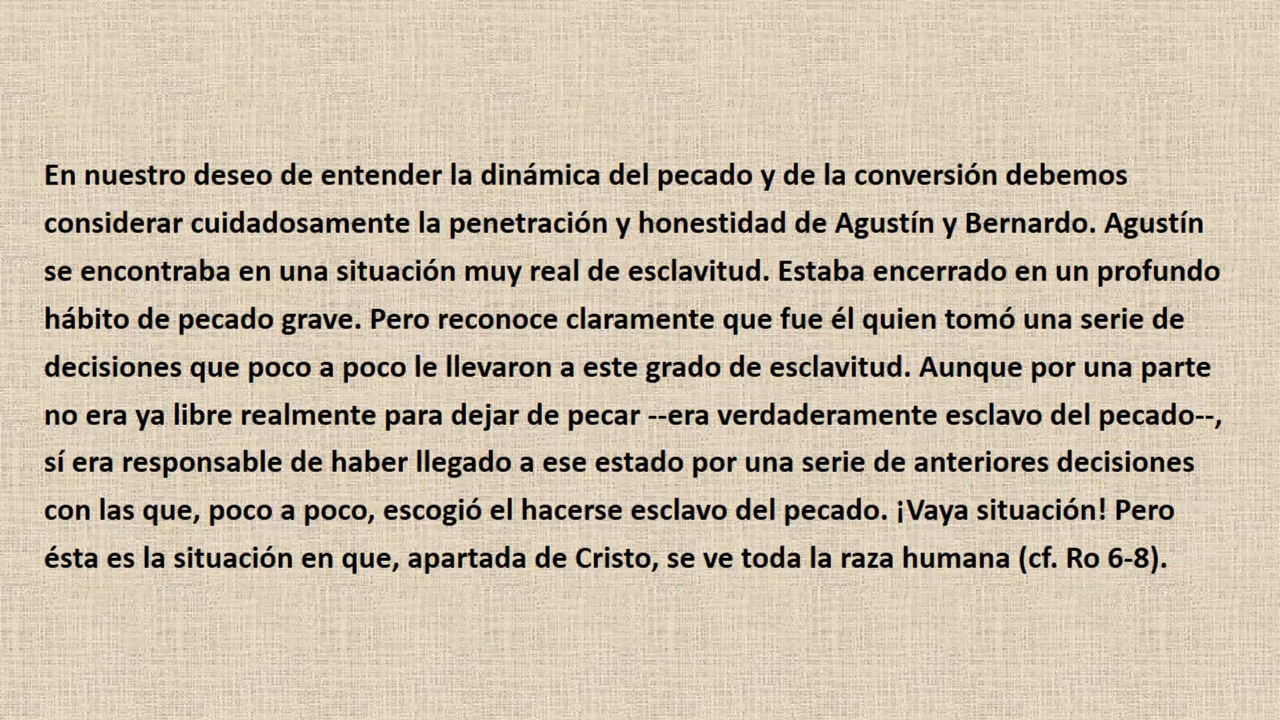 En nuestro deseo de entender la dinámica del pecado y de la conversión debemos
considerar cuidadosamente la penetración y honestidad de Agustín y Bernardo. Agustín
se encontraba en una situación muy real de esclavitud. Estaba encerrado en un profundo
hábito de pecado grave. Pero reconoce claramente que fue él quien tomó una serie de
decisiones que poco a poco le llevaron a este grado de esclavitud. Aunque por una parte
no era ya libre realmente para dejar de pecar --era verdaderamente esclavo del pecado--,
sí era responsable de haber llegado a ese estado por una serie de anteriores decisiones
con las que, poco a poco, escogió el hacerse esclavo del pecado. ¡Vaya situación! Pero
ésta es la situación en que, apartada de Cristo, se ve toda la raza humana (cf. Ro 6-8).